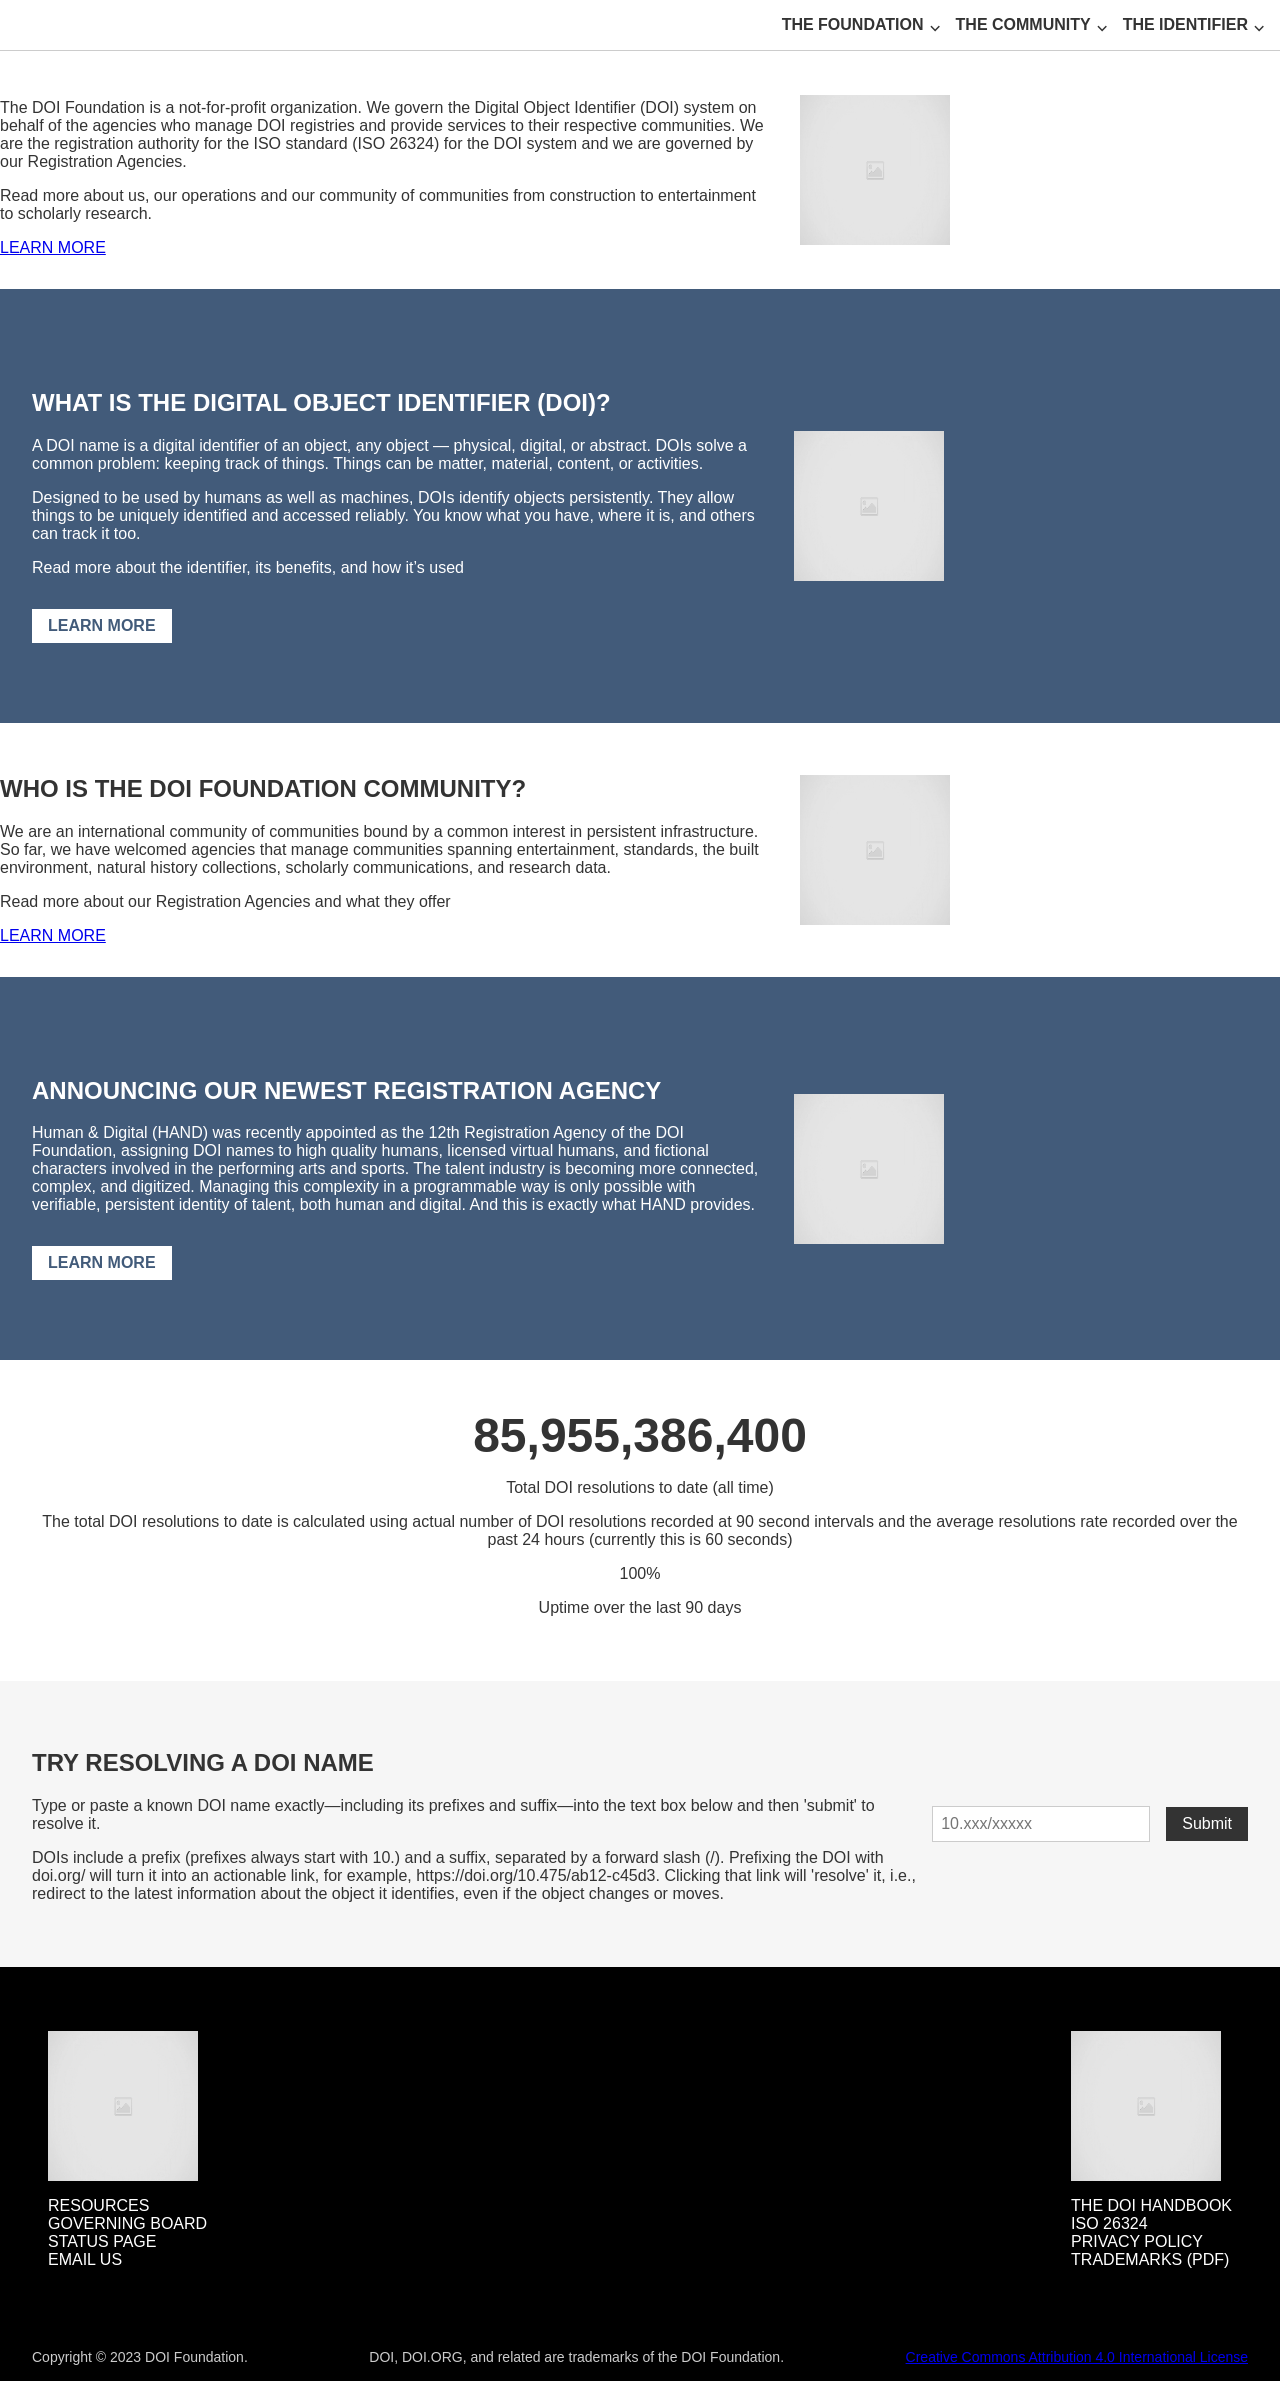 THE FOUNDATION THE COMMUNITY THE IDENTIFIER
The DOI Foundation is a not-for-profit organization. We govern the Digital Object Identifier (DOI) system on
behalf of the agencies who manage DOI registries and provide services to their respective communities. We
are the registration authority for the ISO standard (ISO 26324) for the DOI system and we are governed by
our Registration Agencies.
Read more about us, our operations and our community of communities from construction to entertainment
to scholarly research.
LEARN MORE
WHAT IS THE DIGITAL OBJECT IDENTIFIER (DOI)?
A DOI name is a digital identifier of an object, any object — physical, digital, or abstract. DOIs solve a
common problem: keeping track of things. Things can be matter, material, content, or activities.
Designed to be used by humans as well as machines, DOIs identify objects persistently. They allow
things to be uniquely identified and accessed reliably. You know what you have, where it is, and others
can track it too.
Read more about the identifier, its benefits, and how it’s used
LEARN MORE
WHO IS THE DOI FOUNDATION COMMUNITY?
We are an international community of communities bound by a common interest in persistent infrastructure.
So far, we have welcomed agencies that manage communities spanning entertainment, standards, the built
environment, natural history collections, scholarly communications, and research data.
Read more about our Registration Agencies and what they offer
LEARN MORE
ANNOUNCING OUR NEWEST REGISTRATION AGENCY
Human & Digital (HAND) was recently appointed as the 12th Registration Agency of the DOI
Foundation, assigning DOI names to high quality humans, licensed virtual humans, and fictional
characters involved in the performing arts and sports. The talent industry is becoming more connected,
complex, and digitized. Managing this complexity in a programmable way is only possible with
verifiable, persistent identity of talent, both human and digital. And this is exactly what HAND provides.
LEARN MORE
85,955,386,400
Total DOI resolutions to date (all time)
The total DOI resolutions to date is calculated using actual number of DOI resolutions recorded at 90 second intervals and the average resolutions rate recorded over the
past 24 hours (currently this is 60 seconds)
100%
Uptime over the last 90 days
TRY RESOLVING A DOI NAME
Type or paste a known DOI name exactly—including its prefixes and suffix—into the text box below and then 'submit' to
resolve it.
DOIs include a prefix (prefixes always start with 10.) and a suffix, separated by a forward slash (/). Prefixing the DOI with
doi.org/ will turn it into an actionable link, for example, https://doi.org/10.475/ab12-c45d3. Clicking that link will 'resolve' it, i.e.,
redirect to the latest information about the object it identifies, even if the object changes or moves.
10.xxx/xxxxx
Submit
RESOURCES
GOVERNING BOARD
STATUS PAGE
EMAIL US
THE DOI HANDBOOK
ISO 26324
PRIVACY POLICY
TRADEMARKS (PDF)
Copyright © 2023 DOI Foundation.
DOI, DOI.ORG, and related are trademarks of the DOI Foundation.
Creative Commons Attribution 4.0 International License